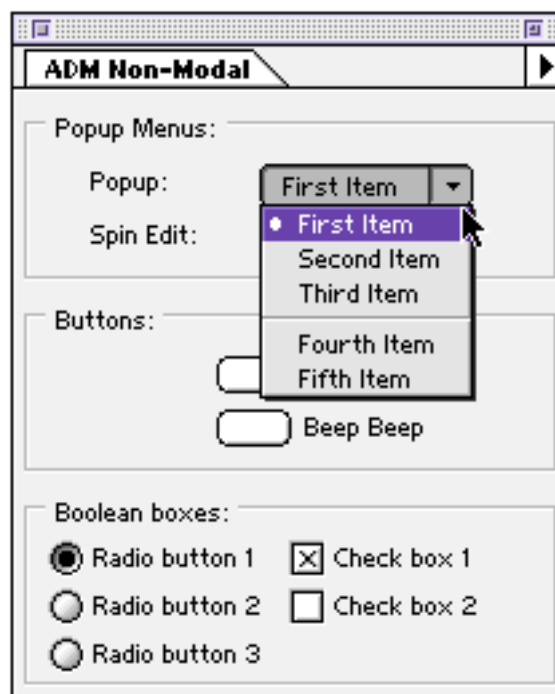 ADM Non-Modal
Popup Menus:
Popup:
First Item
Spin Edit:
First Item
Second Item
Third Item
Fourth Item
Fifth Item
Buttons:
Beep Beep
Boolean boxes:
Radio button 1
Check box 1
Radio button 2
Check box 2
Radio button 3